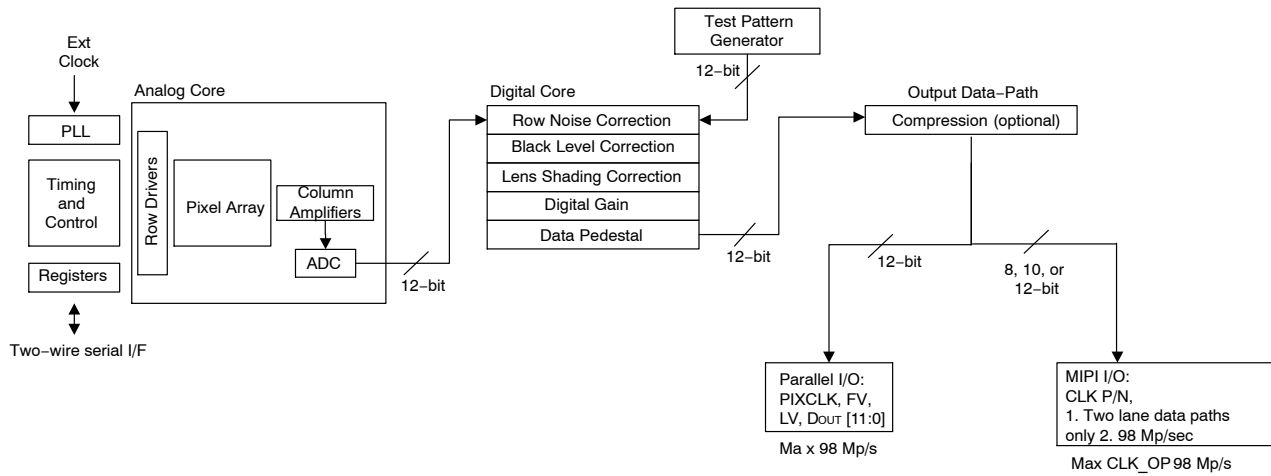 Ext
Clock
PLL
Timing
and
Control
Registers
Two−wire serial I/F
Analog Core
Row Drivers
Pixel Array
Column
Amplifiers
ADC
12−bit
Digital Core
Row Noise Correction
Black Level Correction
Lens Shading Correction
Digital Gain
Data Pedestal
Test Pattern
Generator
12−bit
12−bit
Output Data−Path
Compression (optional)
12−bit
8, 10, or
12−bit
Parallel I/O:
PIXCLK, FV,
LV, DOUT [11:0]
Ma x 98 Mp/s
MIPI I/O:
CLK P/N,
1. Two lane data paths
only 2. 98 Mp/sec
Max CLK_OP 98 Mp/s